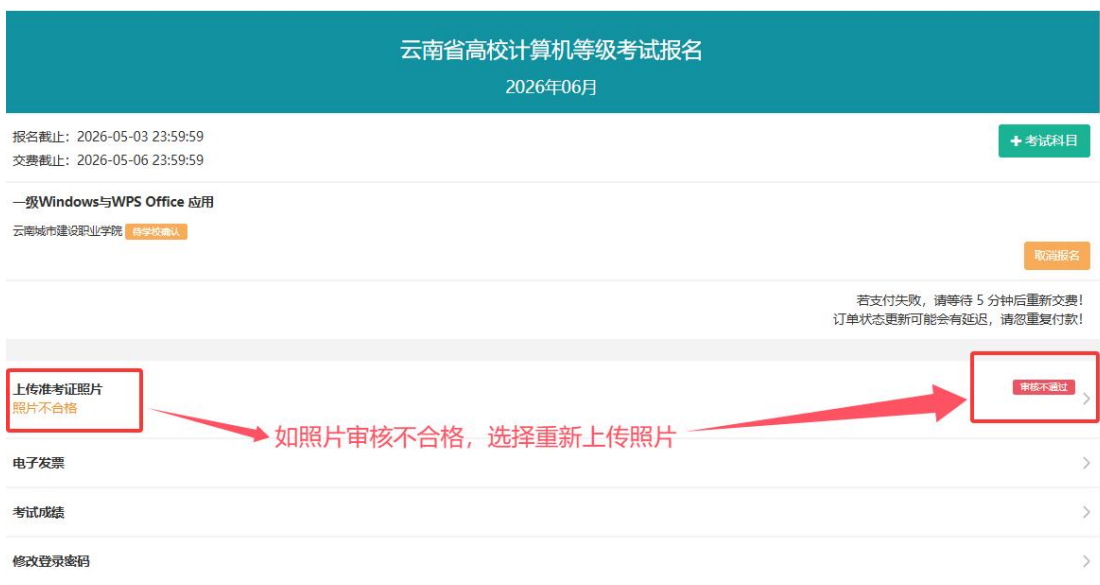 云南省高校计算机等级考试报名
2026年06月
报名截止：2026-05-03 23:59:59
交费截止：2026-05-06 23:59:59
+ 考试科目
一级Windows与WPS Office 应用
云南城市建设职业学院 待学校确认
取消报名
若支付失败，请等待 5 分钟后重新交费！
订单状态更新可能会有延迟，请忽重复付款！
上传准考证照片
照片不合格
审核不通过
如照片审核不合格，选择重新上传照片
电子发票
考试成绩
修改登录密码